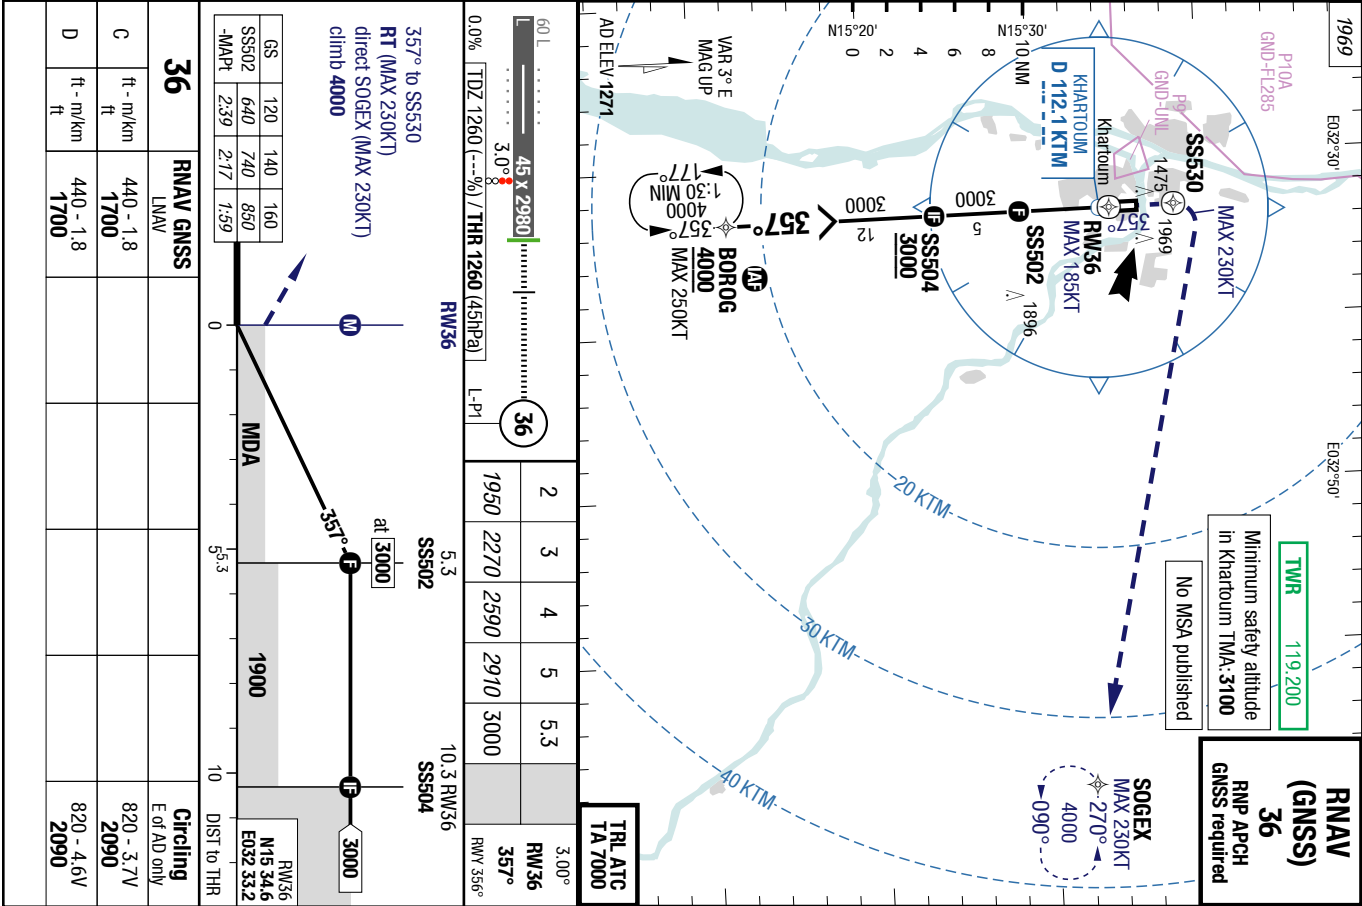 RNAV
(GNSS)
36
RNP APCH
GNSS required
1969
P10A
GND-FL285
P9
GND-UNL
E032°30'
E032°50'
TWR 119.200
Minimum safety altitude
in Khartoum TMA: 3100
No MSA published
SS530
MAX 230KT
1475
1969
357°
Khartoum
RW36
MAX 185KT
KHARTOUM
D 112.1 KTM
1896
N15°30'
N15°20'
10 NM
8
6
4
2
0
SS502
5
3000
SS504
3000
IF
F
12
3000
357°
BOROG
4000
MAX 250KT
IAF
357°
4000
1:30 MIN
177°
VAR 3° E
MAG UP
AD ELEV 1271
20 KTM
30 KTM
40 KTM
SOGEX
MAX 230KT
270°
4000
090°
TRL ATC
TA 7000
60 L
L
45 x 2980
3.0°
36
0.0%
TDZ 1260 (---%) / THR 1260 (45hPa)
L-P1
2 3 4 5 5.3
1950 2270 2590 2910 3000
3.00°
RW36
357°
RWY 356°
357° to SS530
RT (MAX 230KT)
direct SOGEX (MAX 230KT)
climb 4000
RW36
5.3
SS502
10.3 RW36
SS504
M
F
IF
at 3000
3000
357°
MDA
1900
GS 120 140 160
SS502 640 740 850
-MAPt 2:39 2:17 1:59
0
5
5.3
10
DIST to THR
RW36
N15 34.6
E032 33.2
36
RNAV GNSS
LNAV
Circling
E of AD only
C
ft - m/km
ft
440 - 1.8
1700
820 - 3.7V
2090
D
ft - m/km
ft
440 - 1.8
1700
820 - 4.6V
2090